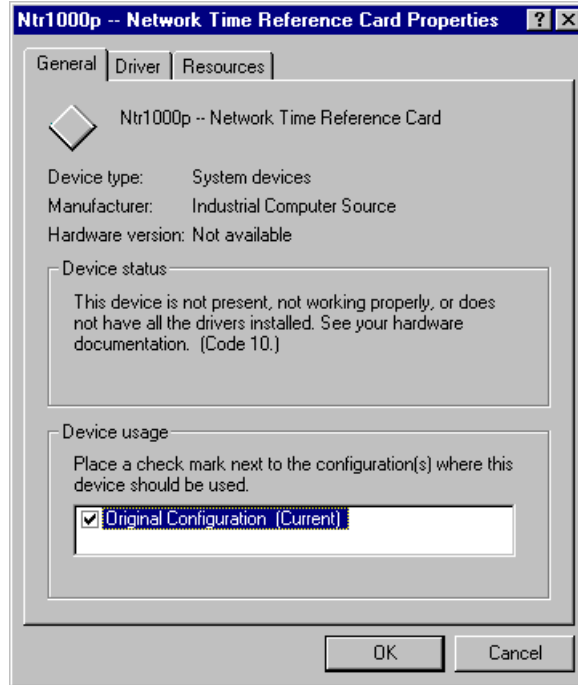 Ntr1000p -- Network Time Reference Card Properties
General Driver Resources
Ntr1000p -- Network Time Reference Card
Device type: System devices
Manufacturer: Industrial Computer Source
Hardware version: Not available
Device status
This device is not present, not working properly, or does
not have all the drivers installed. See your hardware
documentation. (Code 10.)
Device usage
Place a check mark next to the configuration(s) where this
device should be used.
Original Configuration (Current)
OK Cancel